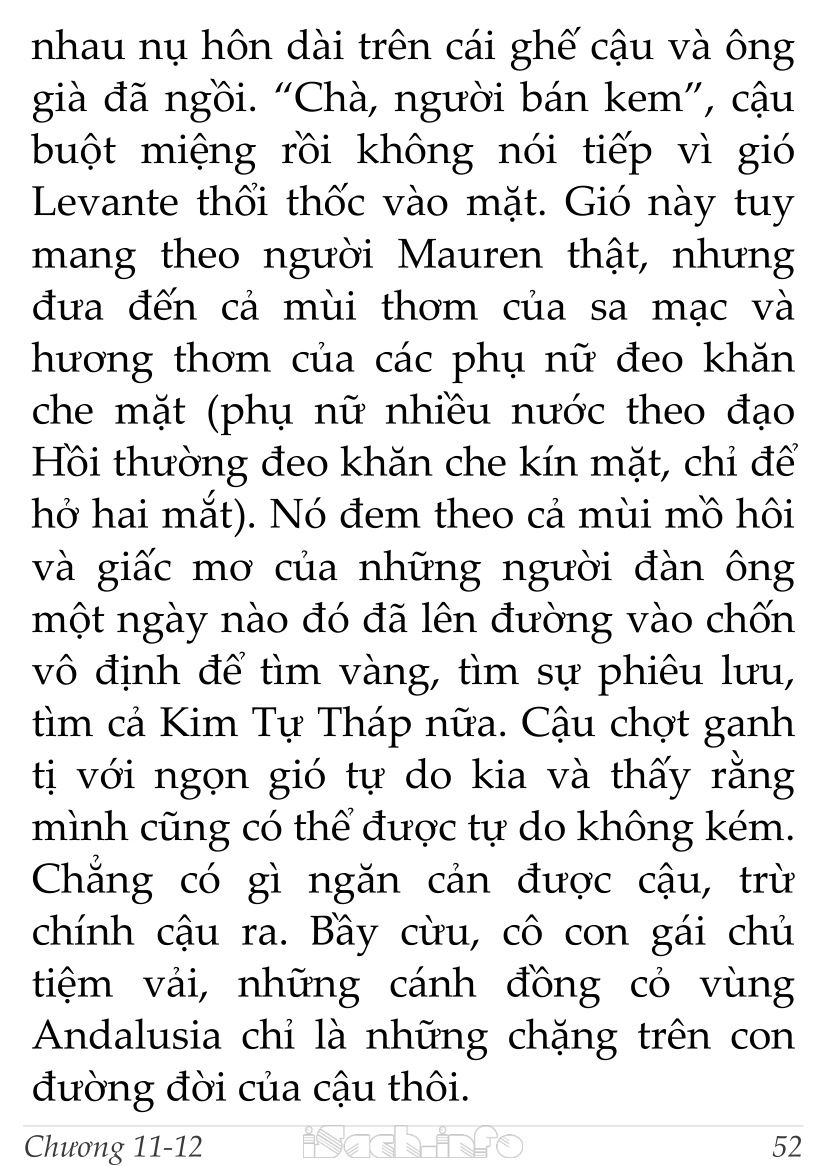 nhau nụ hôn dài trên cái ghế cậu và ông
già đã ngồi. “Chà, người bán kem”, cậu
buột miệng rồi không nói tiếp vì gió
Levante thổi thốc vào mặt. Gió này tuy
mang theo người Mauren thật, nhưng
đưa đến cả mùi thơm của sa mạc và
hương thơm của các phụ nữ đeo khăn
che mặt (phụ nữ nhiều nước theo đạo
Hồi thường đeo khăn che kín mặt, chỉ để
hở hai mắt). Nó đem theo cả mùi mồ hôi
và giấc mơ của những người đàn ông
một ngày nào đó đã lên đường vào chốn
vô định để tìm vàng, tìm sự phiêu lưu,
tìm cả Kim Tự Tháp nữa. Cậu chợt ganh
tị với ngọn gió tự do kia và thấy rằng
mình cũng có thể được tự do không kém.
Chẳng có gì ngăn cản được cậu, trừ
chính cậu ra. Bầy cừu, cô con gái chủ
tiệm vải, những cánh đồng cỏ vùng
Andalusia chỉ là những chặng trên con
đường đời của cậu thôi.
Chương 11-12 iSach.info 52